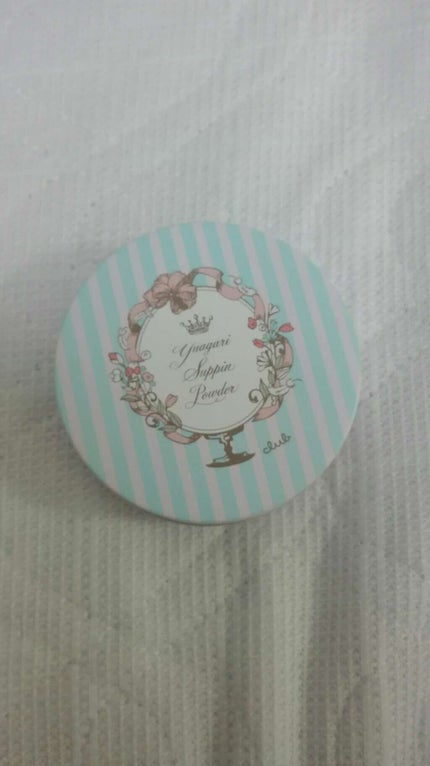 Yuagari
Suppin
Powder
club